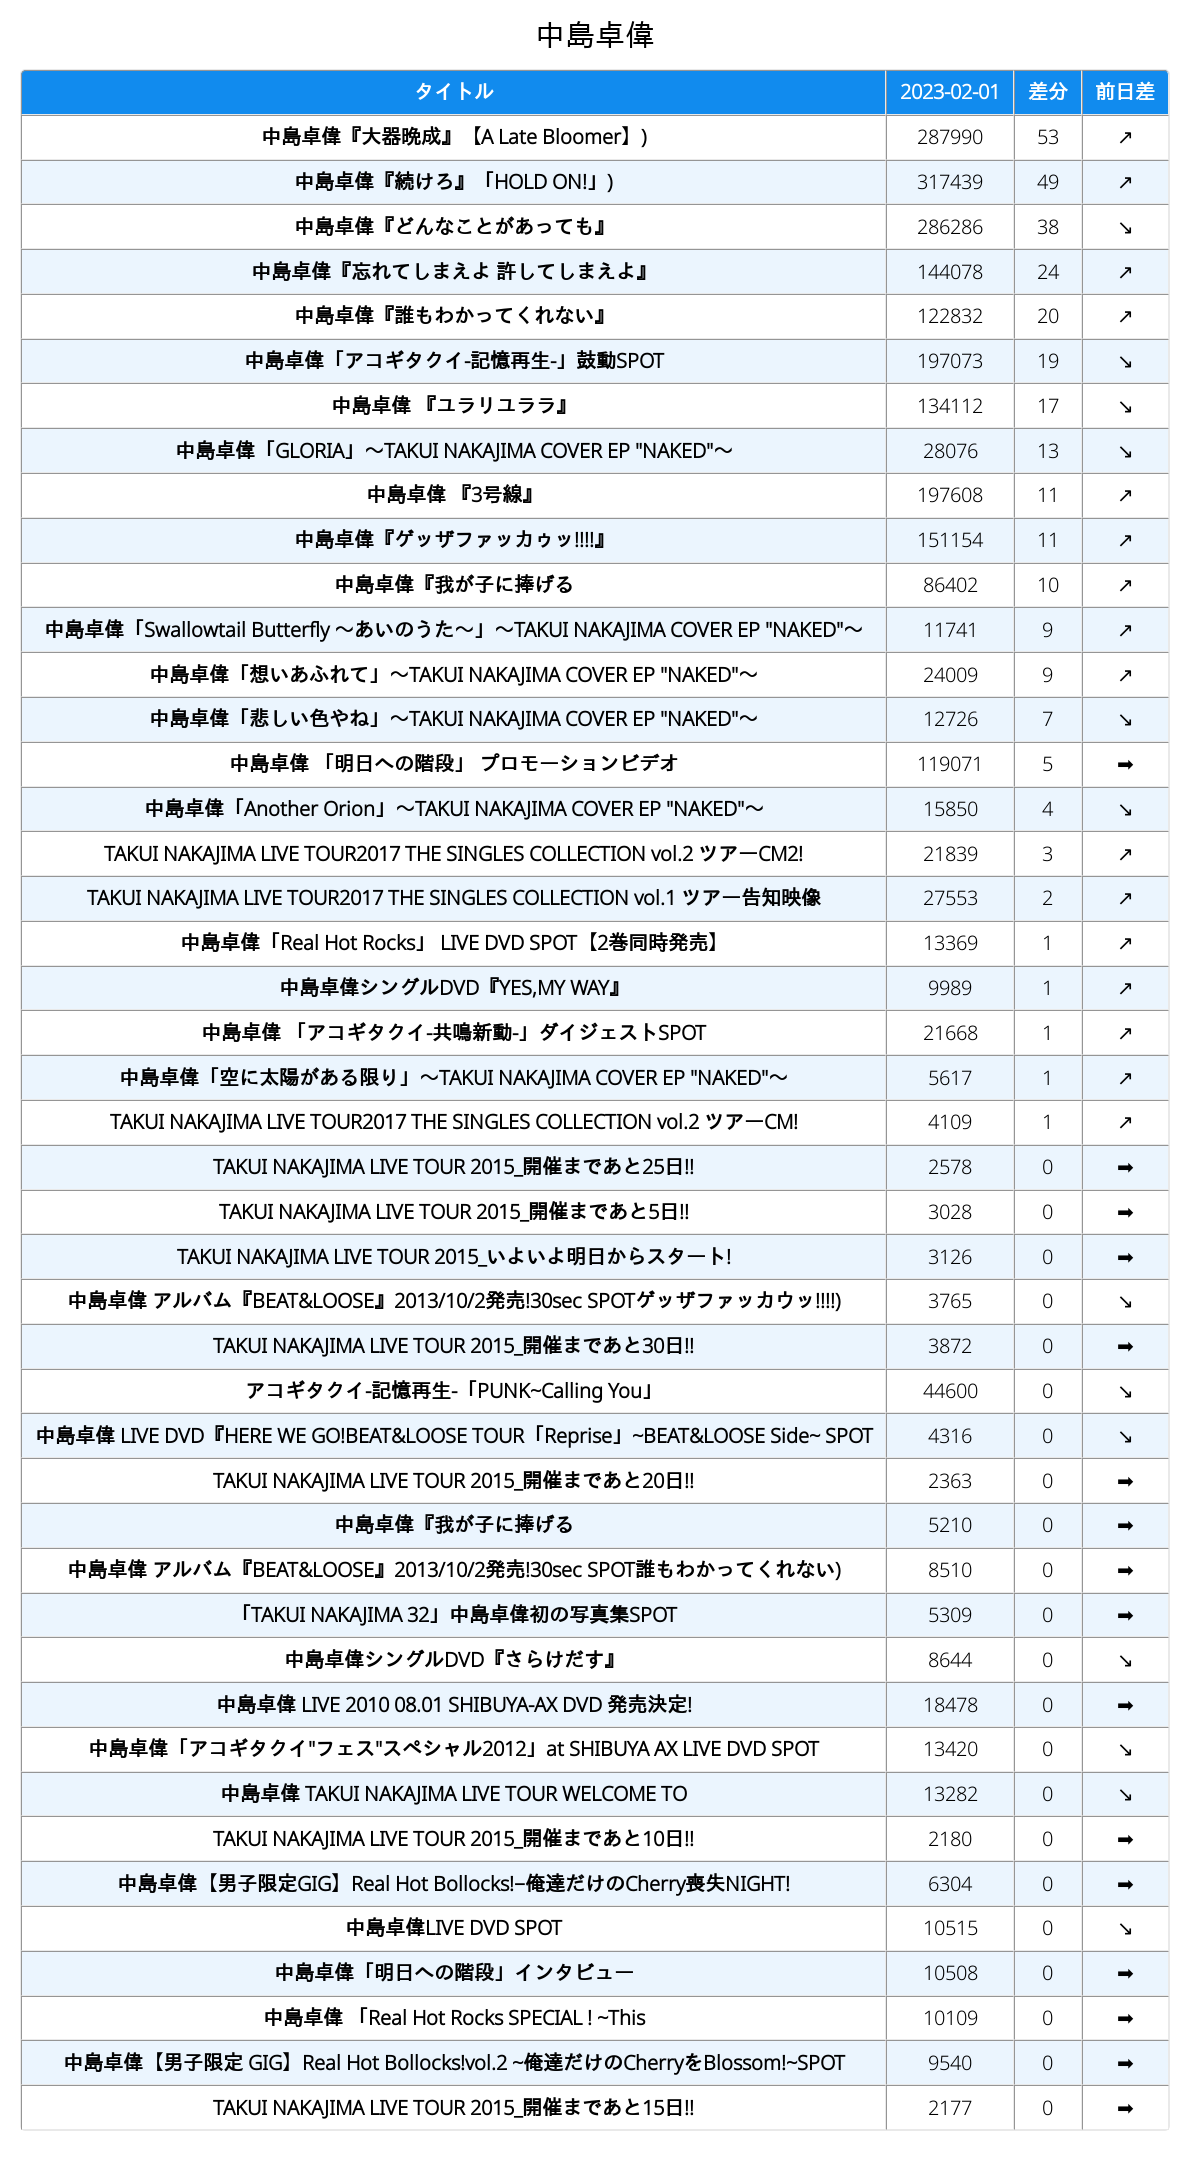 中島卓偉
タイトル 2023-02-01 差分 前日差
中島卓偉『大器晩成』【A Late Bloomer】) 287990 53 ↗
中島卓偉『続けろ』「HOLD ON!」) 317439 49 ↗
中島卓偉『どんなことがあっても』 286286 38 ↘
中島卓偉『忘れてしまえよ 許してしまえよ』 144078 24 ↗
中島卓偉『誰もわかってくれない』 122832 20 ↗
中島卓偉「アコギタクイ-記憶再生-」鼓動SPOT 197073 19 ↘
中島卓偉 『ユラリユララ』 134112 17 ↘
中島卓偉「GLORIA」〜TAKUI NAKAJIMA COVER EP "NAKED"〜 28076 13 ↘
中島卓偉 『3号線』 197608 11 ↗
中島卓偉『ゲッザファッカゥッ!!!!』 151154 11 ↗
中島卓偉『我が子に捧げる 86402 10 ↗
中島卓偉「Swallowtail Butterfly 〜あいのうた〜」〜TAKUI NAKAJIMA COVER EP "NAKED"〜 11741 9 ↗
中島卓偉「想いあふれて」〜TAKUI NAKAJIMA COVER EP "NAKED"〜 24009 9 ↗
中島卓偉「悲しい色やね」〜TAKUI NAKAJIMA COVER EP "NAKED"〜 12726 7 ↘
中島卓偉 「明日への階段」 プロモーションビデオ 119071 5 ➡
中島卓偉「Another Orion」〜TAKUI NAKAJIMA COVER EP "NAKED"〜 15850 4 ↘
TAKUI NAKAJIMA LIVE TOUR2017 THE SINGLES COLLECTION vol.2 ツアーCM2! 21839 3 ↗
TAKUI NAKAJIMA LIVE TOUR2017 THE SINGLES COLLECTION vol.1 ツアー告知映像 27553 2 ↗
中島卓偉「Real Hot Rocks」 LIVE DVD SPOT【2巻同時発売】 13369 1 ↗
中島卓偉シングルDVD『YES,MY WAY』 9989 1 ↗
中島卓偉 「アコギタクイ-共鳴新動-」ダイジェストSPOT 21668 1 ↗
中島卓偉「空に太陽がある限り」〜TAKUI NAKAJIMA COVER EP "NAKED"〜 5617 1 ↗
TAKUI NAKAJIMA LIVE TOUR2017 THE SINGLES COLLECTION vol.2 ツアーCM! 4109 1 ↗
TAKUI NAKAJIMA LIVE TOUR 2015_開催まであと25日!! 2578 0 ➡
TAKUI NAKAJIMA LIVE TOUR 2015_開催まであと5日!! 3028 0 ➡
TAKUI NAKAJIMA LIVE TOUR 2015_いよいよ明日からスタート! 3126 0 ➡
中島卓偉 アルバム『BEAT&LOOSE』2013/10/2発売!30sec SPOTゲッザファッカウッ!!!!) 3765 0 ↘
TAKUI NAKAJIMA LIVE TOUR 2015_開催まであと30日!! 3872 0 ➡
アコギタクイ-記憶再生-「PUNK~Calling You」 44600 0 ↘
中島卓偉 LIVE DVD『HERE WE GO!BEAT&LOOSE TOUR「Reprise」~BEAT&LOOSE Side~ SPOT 4316 0 ↘
TAKUI NAKAJIMA LIVE TOUR 2015_開催まであと20日!! 2363 0 ➡
中島卓偉『我が子に捧げる 5210 0 ➡
中島卓偉 アルバム『BEAT&LOOSE』2013/10/2発売!30sec SPOT誰もわかってくれない) 8510 0 ➡
「TAKUI NAKAJIMA 32」中島卓偉初の写真集SPOT 5309 0 ➡
中島卓偉シングルDVD『さらけだす』 8644 0 ↘
中島卓偉 LIVE 2010 08.01 SHIBUYA-AX DVD 発売決定! 18478 0 ➡
中島卓偉「アコギタクイ"フェス"スペシャル2012」at SHIBUYA AX LIVE DVD SPOT 13420 0 ↘
中島卓偉 TAKUI NAKAJIMA LIVE TOUR WELCOME TO 13282 0 ↘
TAKUI NAKAJIMA LIVE TOUR 2015_開催まであと10日!! 2180 0 ➡
中島卓偉【男子限定GIG】Real Hot Bollocks!−俺達だけのCherry喪失NIGHT! 6304 0 ➡
中島卓偉LIVE DVD SPOT 10515 0 ↘
中島卓偉「明日への階段」インタビュー 10508 0 ➡
中島卓偉 「Real Hot Rocks SPECIAL ! ~This 10109 0 ➡
中島卓偉【男子限定 GIG】Real Hot Bollocks!vol.2 ~俺達だけのCherryをBlossom!~SPOT 9540 0 ➡
TAKUI NAKAJIMA LIVE TOUR 2015_開催まであと15日!! 2177 0 ➡